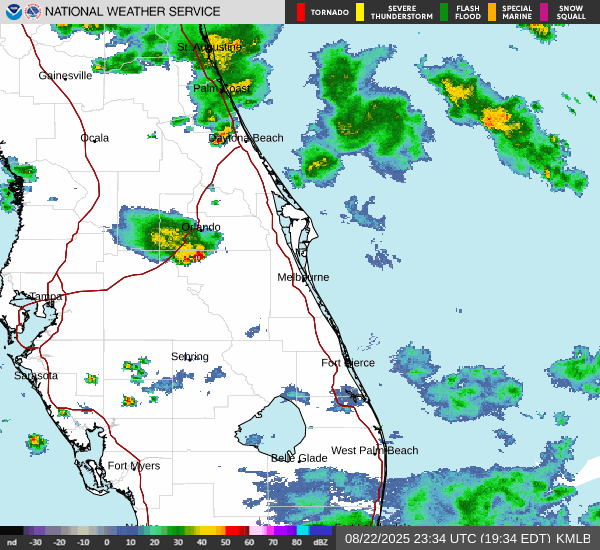 NATIONAL WEATHER SERVICE
TORNADO
SEVERE THUNDERSTORM
FLASH FLOOD
SPECIAL MARINE
SNOW SQUALL
St. Augustine
Gainesville
Palm Coast
Ocala
Daytona Beach
Orlando
Melbourne
Tampa
Sebring
Fort Pierce
Sarasota
West Palm Beach
Belle Glade
Fort Myers
nd -30 -20 -10 0 10 20 30 40 50 60 70 80 dBZ
08/22/2025 23:34 UTC (19:34 EDT) KMLB